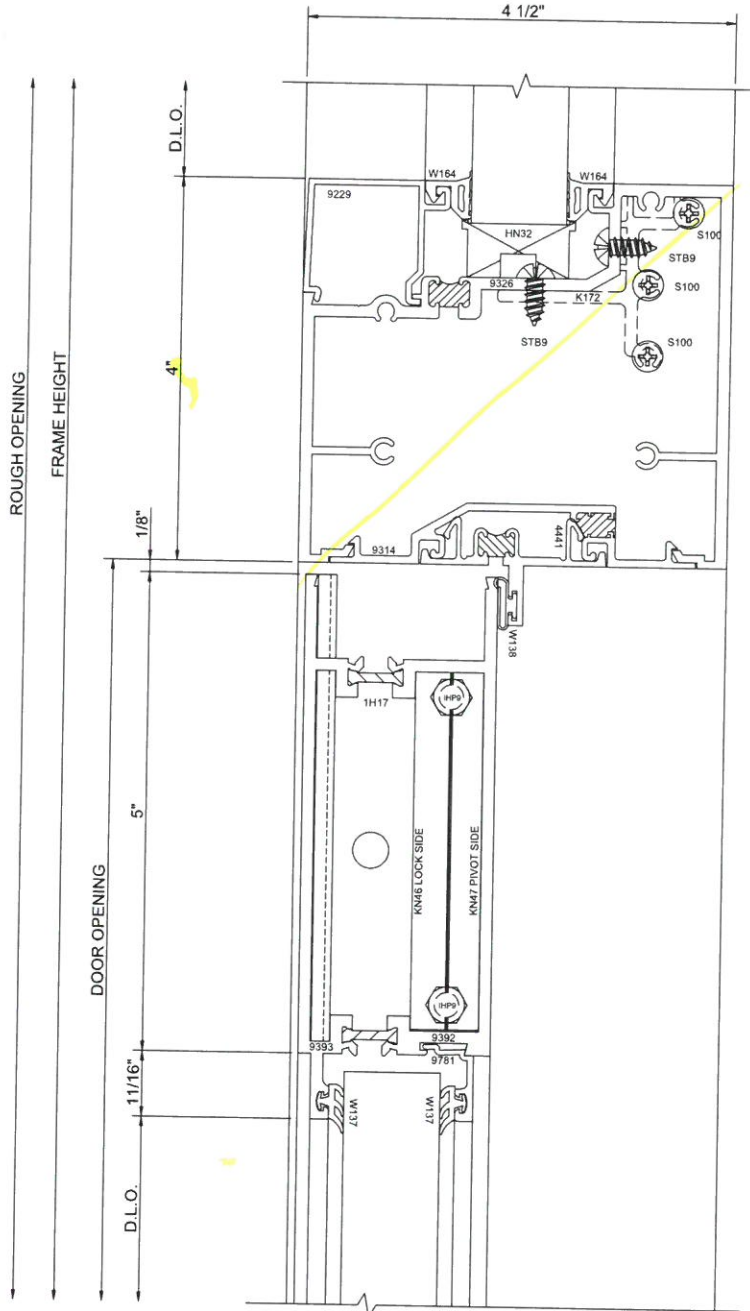 4 1/2"
D.L.O.
W164
W164
9229
HN32
S100
STB9
9326
K172
S100
STB9
S100
4"
ROUGH OPENING
FRAME HEIGHT
1/8"
9314
4441
W138
1H17
IHP9
5"
DOOR OPENING
KN46 LOCK SIDE
KN47 PIVOT SIDE
IHP9
9393
9392
9781
11/16"
W137
W137
D.L.O.